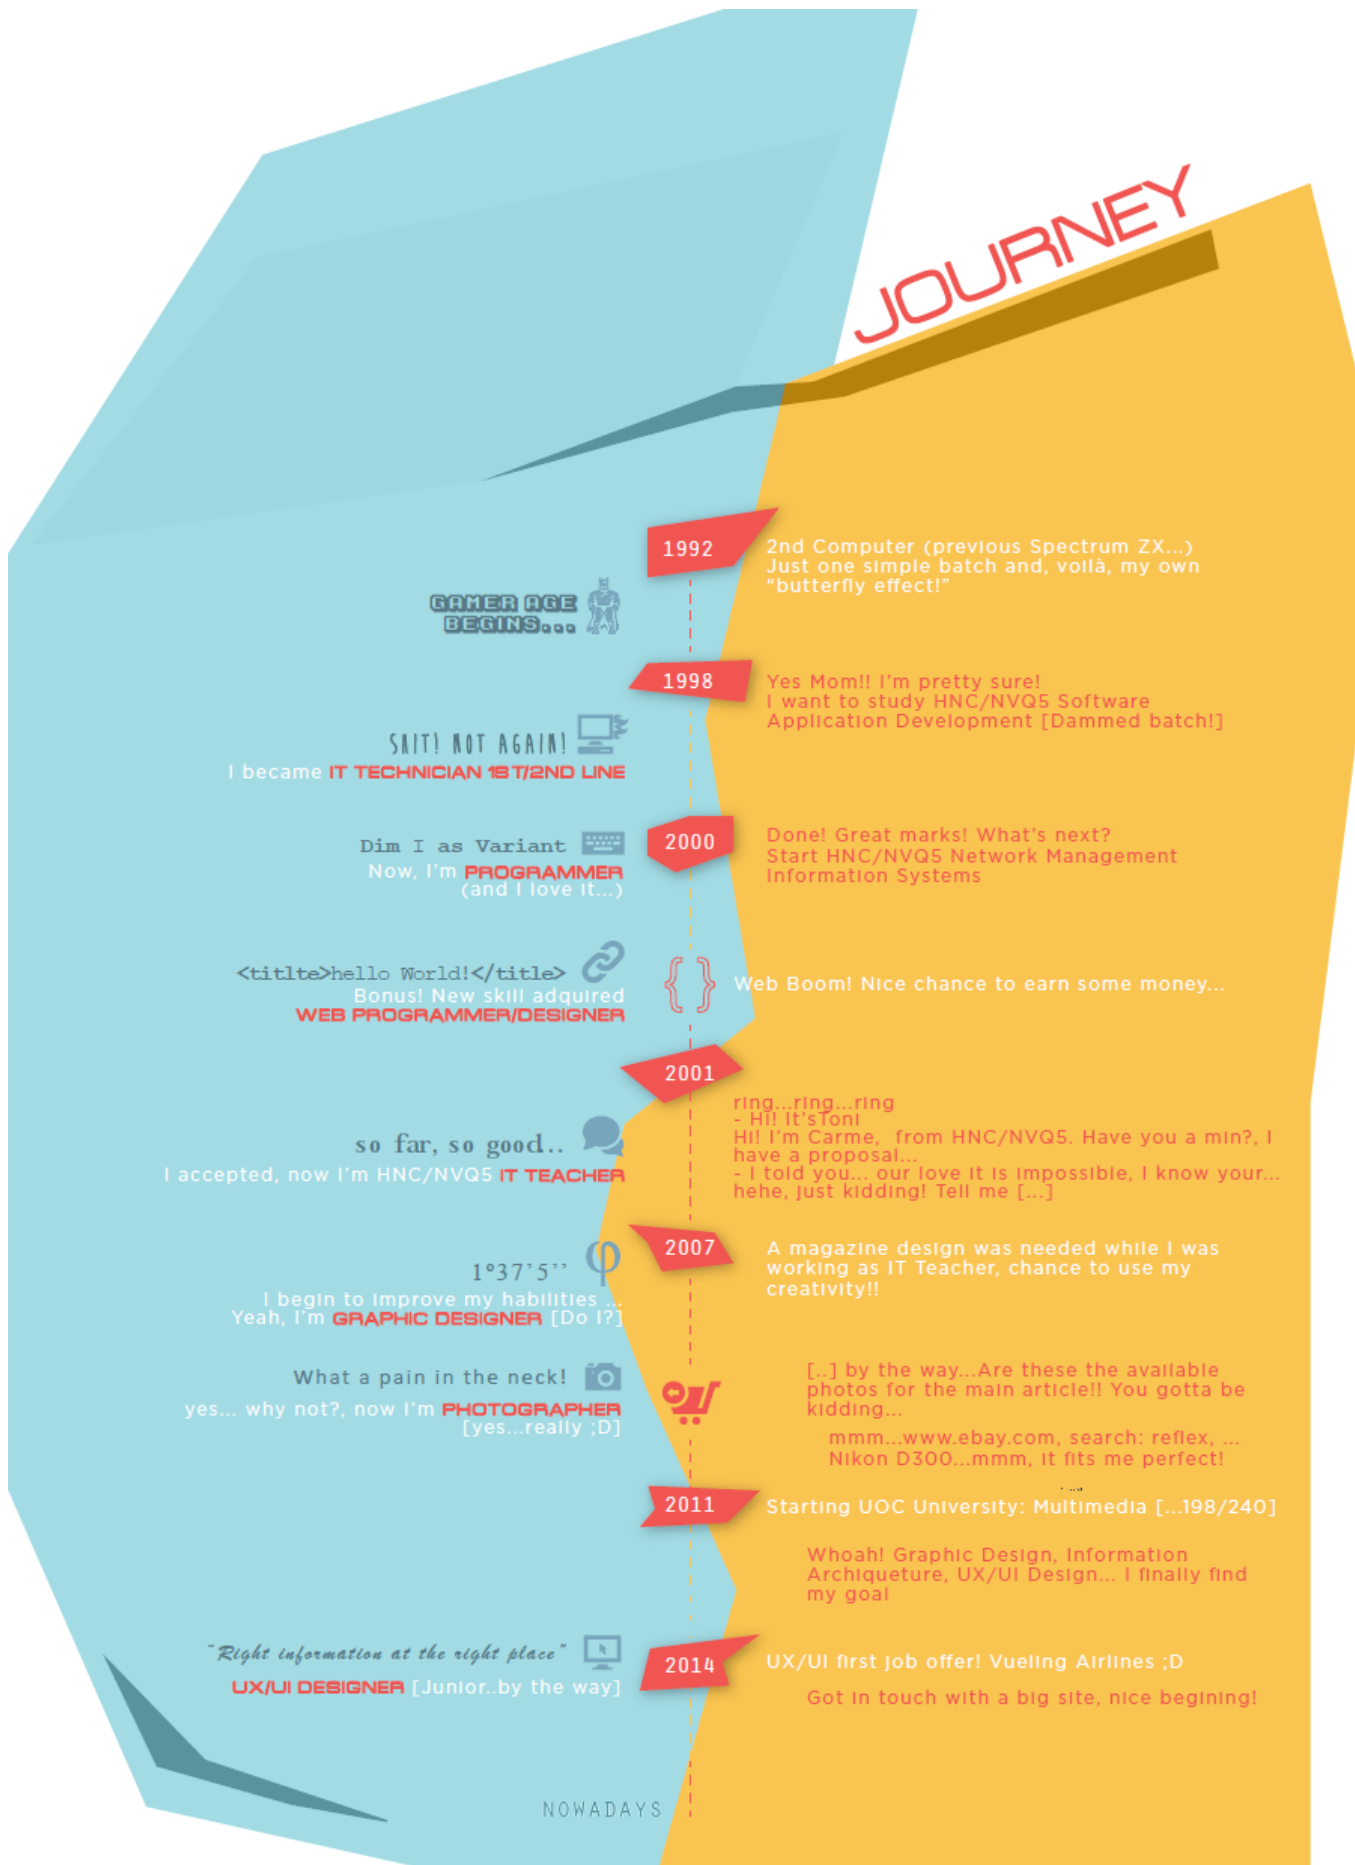 JOURNEY
1992
2nd Computer (previous Spectrum ZX...)
Just one simple batch and, voilà, my own
“butterfly effect!”
GAMER AGE
BEGINS...
1998
Yes Mom!! I'm pretty sure!
I want to study HNC/NVQ5 Software
Application Development [Dammed batch!]
SHIT! NOT AGAIN!
I became IT TECHNICIAN 1ST/2ND LINE
2000
Done! Great marks! What's next?
Start HNC/NVQ5 Network Management
Information Systems
Dim I as Variant
Now, I'm PROGRAMMER
(and I love it...)
<titlte>hello World!</title>
Bonus! New skill adquired
WEB PROGRAMMER/DESIGNER
{ }
Web Boom! Nice chance to earn some money...
2001
ring...ring...ring
- Hi! It'sToni
Hi! I'm Carme, from HNC/NVQ5. Have you a min?, I
have a proposal...
- I told you... our love it is impossible, I know your...
hehe, just kidding! Tell me [...]
so far, so good...
I accepted, now I'm HNC/NVQ5 IT TEACHER
2007
A magazine design was needed while I was
working as IT Teacher, chance to use my
creativity!!
1º37'5'' φ
I begin to improve my habilities ...
Yeah, I'm GRAPHIC DESIGNER [Do I?]
What a pain in the neck!
yes... why not?, now I'm PHOTOGRAPHER
[yes...really ;D]
[..] by the way...Are these the available
photos for the main article!! You gotta be
kidding...
mmm...www.ebay.com, search: reflex, ...
Nikon D300...mmm, it fits me perfect!
2011
Starting UOC University: Multimedia [...198/240]
Whoah! Graphic Design, Information
Archiqueture, UX/UI Design... I finally find
my goal
"Right information at the right place"
UX/UI DESIGNER [Junior..by the way]
2014
UX/UI first job offer! Vueling Airlines ;D
Got in touch with a big site, nice begining!
NOWADAYS